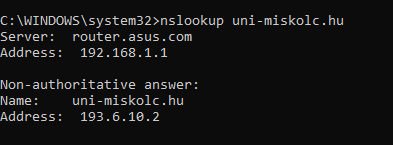 C:\WINDOWS\system32>nslookup uni-miskolc.hu
Server:  router.asus.com
Address:  192.168.1.1

Non-authoritative answer:
Name:    uni-miskolc.hu
Address:  193.6.10.2